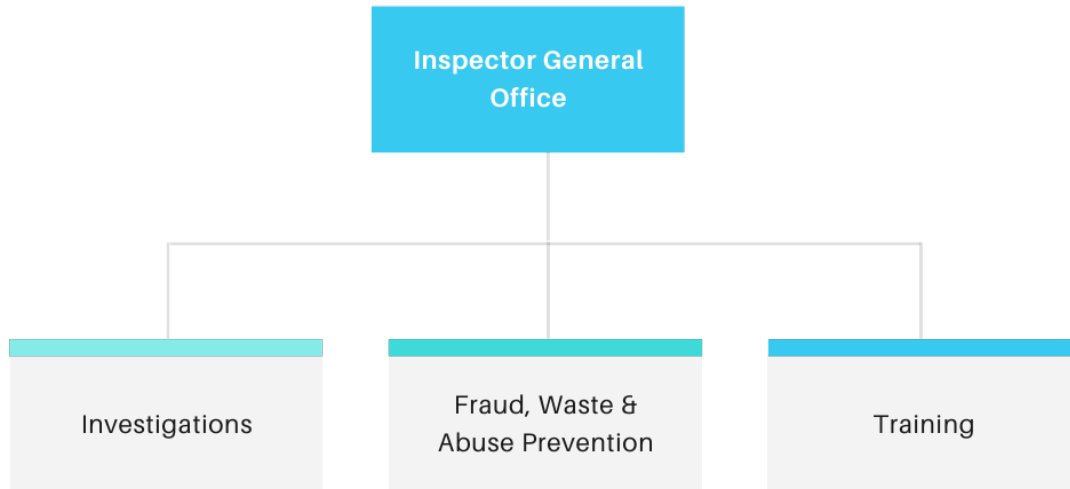 Inspector General
Office
Investigations
Fraud, Waste &
Abuse Prevention
Training